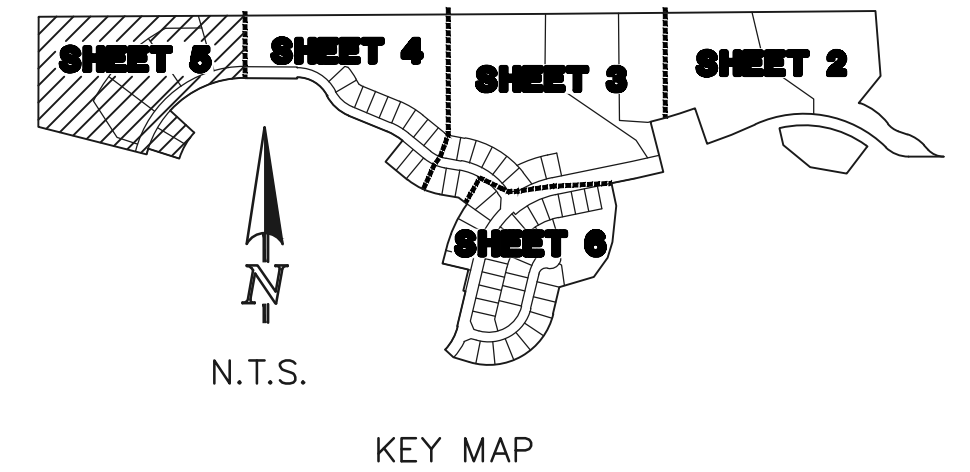 SHEET 5
SHEET 4
SHEET 3
SHEET 2
SHEET 6
N
N.T.S.
KEY MAP